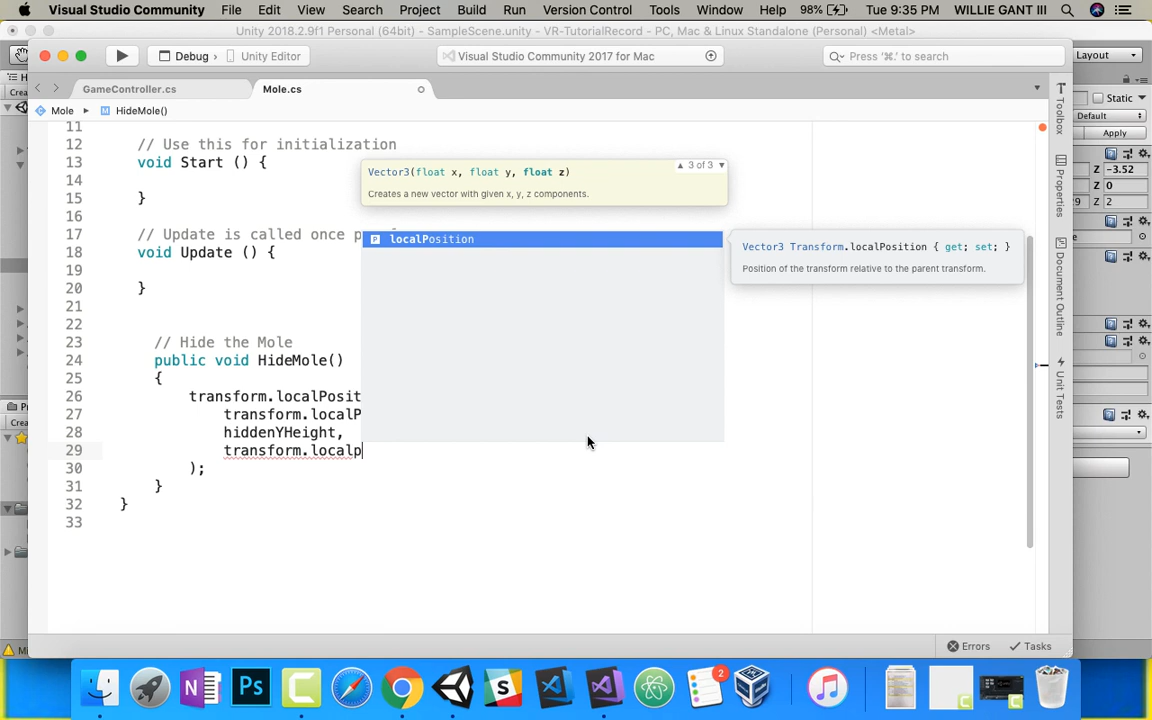 Visual Studio Community File Edit View Search Project Build Run Version Control Tools Window Help 98% Tue 9:35 PM WILLIE GANT III
Unity 2018.2.9f1 Personal (64bit) - SampleScene.unity - VR-TutorialRecord - PC, Mac & Linux Standalone (Personal) <Metal>
Debug Unity Editor Visual Studio Community 2017 for Mac Press '⌘.' to search Layout
GameController.cs Mole.cs
Mole HideMole()
Static
Default
Apply
Z -3.52
Z 0
Z 2
Toolbox
Properties
Document Outline
Unit Tests
11
12 // Use this for initialization
13 void Start () {
14
15 }
16
17 // Update is called once p
18 void Update () {
19
20 }
21
22
23 // Hide the Mole
24 public void HideMole()
25 {
26 transform.localPosit
27 transform.localP
28 hiddenYHeight,
29 transform.localp
30 );
31 }
32 }
33
Vector3(float x, float y, float z) 3 of 3
Creates a new vector with given x, y, z components.
P localPosition
Vector3 Transform.localPosition { get; set; }
Position of the transform relative to the parent transform.
Errors Tasks
N Ps C 2